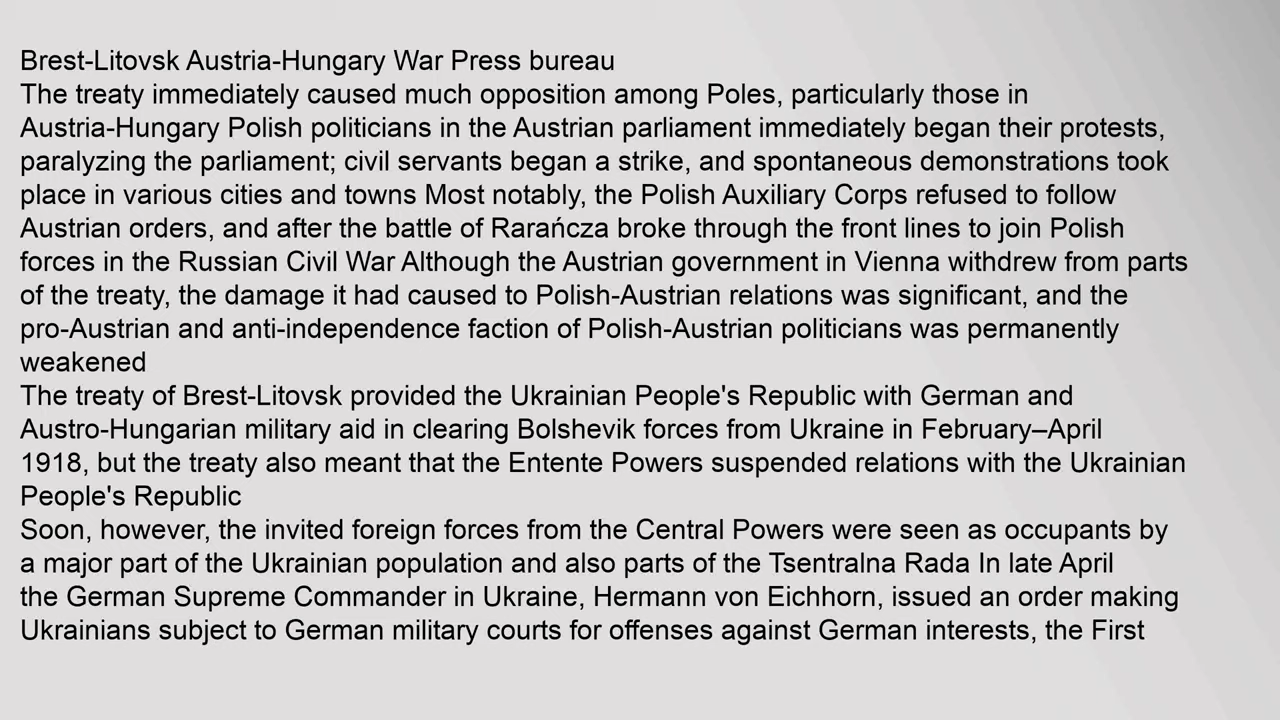 Brest-Litovsk Austria-Hungary War Press bureau
The treaty immediately caused much opposition among Poles, particularly those in
Austria-Hungary Polish politicians in the Austrian parliament immediately began their protests,
paralyzing the parliament; civil servants began a strike, and spontaneous demonstrations took
place in various cities and towns Most notably, the Polish Auxiliary Corps refused to follow
Austrian orders, and after the battle of Rarańcza broke through the front lines to join Polish
forces in the Russian Civil War Although the Austrian government in Vienna withdrew from parts
of the treaty, the damage it had caused to Polish-Austrian relations was significant, and the
pro-Austrian and anti-independence faction of Polish-Austrian politicians was permanently
weakened
The treaty of Brest-Litovsk provided the Ukrainian People's Republic with German and
Austro-Hungarian military aid in clearing Bolshevik forces from Ukraine in February–April
1918, but the treaty also meant that the Entente Powers suspended relations with the Ukrainian
People's Republic
Soon, however, the invited foreign forces from the Central Powers were seen as occupants by
a major part of the Ukrainian population and also parts of the Tsentralna Rada In late April
the German Supreme Commander in Ukraine, Hermann von Eichhorn, issued an order making
Ukrainians subject to German military courts for offenses against German interests, the First